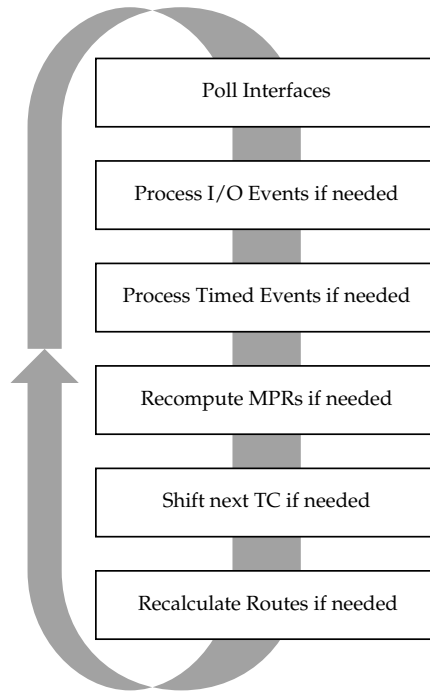 Poll Interfaces
Process I/O Events if needed
Process Timed Events if needed
Recompute MPRs if needed
Shift next TC if needed
Recalculate Routes if needed